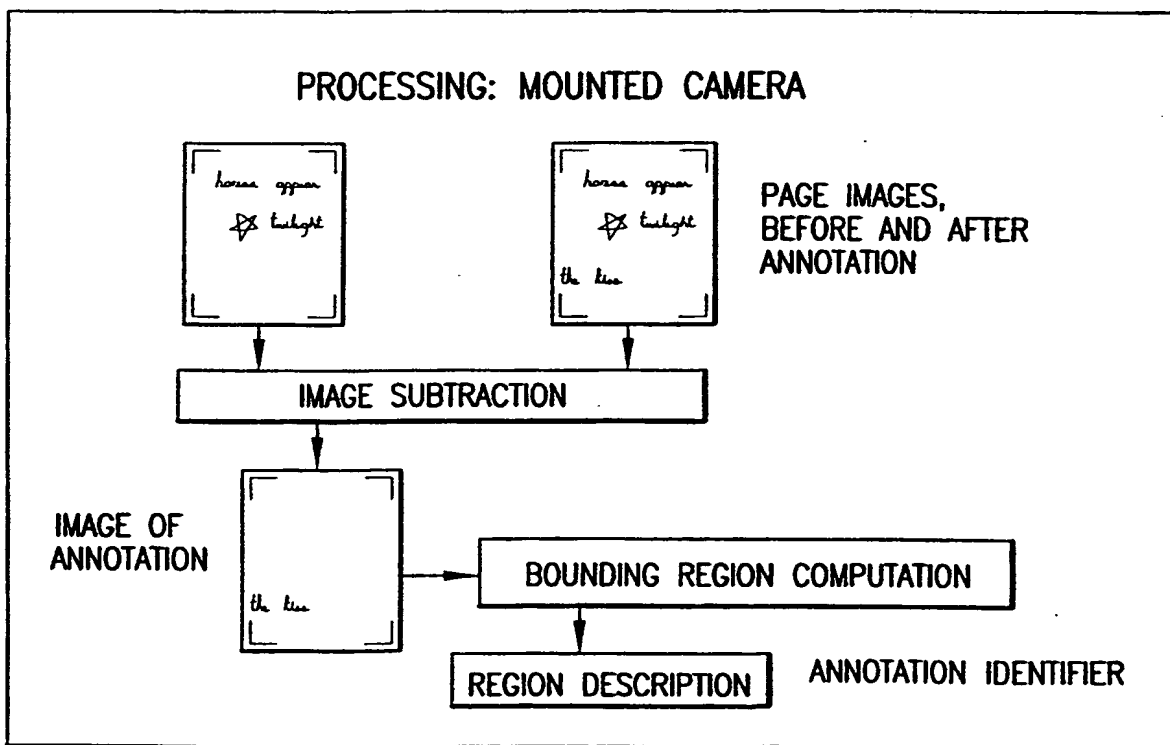 PROCESSING: MOUNTED CAMERA
horses appear
twilight
horses appear
twilight
the kiss
PAGE IMAGES,
BEFORE AND AFTER
ANNOTATION
IMAGE SUBTRACTION
IMAGE OF
ANNOTATION
the kiss
BOUNDING REGION COMPUTATION
REGION DESCRIPTION
ANNOTATION IDENTIFIER